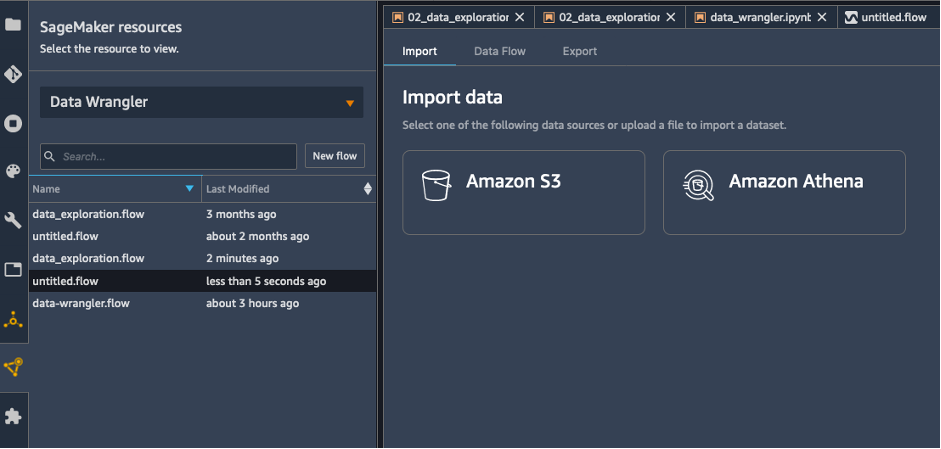 SageMaker resources
Select the resource to view.
Data Wrangler
Search...
New flow
Name
Last Modified
data_exploration.flow
3 months ago
untitled.flow
about 2 months ago
data_exploration.flow
2 minutes ago
untitled.flow
less than 5 seconds ago
data-wrangler.flow
about 3 hours ago
02_data_exploration
02_data_exploration
data_wrangler.ipynb
untitled.flow
Import
Data Flow
Export
Import data
Select one of the following data sources or upload a file to import a dataset.
Amazon S3
Amazon Athena